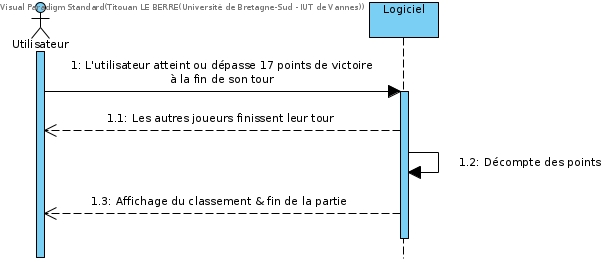 Visual Paradigm Standard(Titouan LE BERRE(Université de Bretagne-Sud - IUT de Vannes))
Logiciel
Utilisateur
1: L'utilisateur atteint ou dépasse 17 points de victoire
à la fin de son tour
1.1: Les autres joueurs finissent leur tour
1.2: Décompte des points
1.3: Affichage du classement & fin de la partie